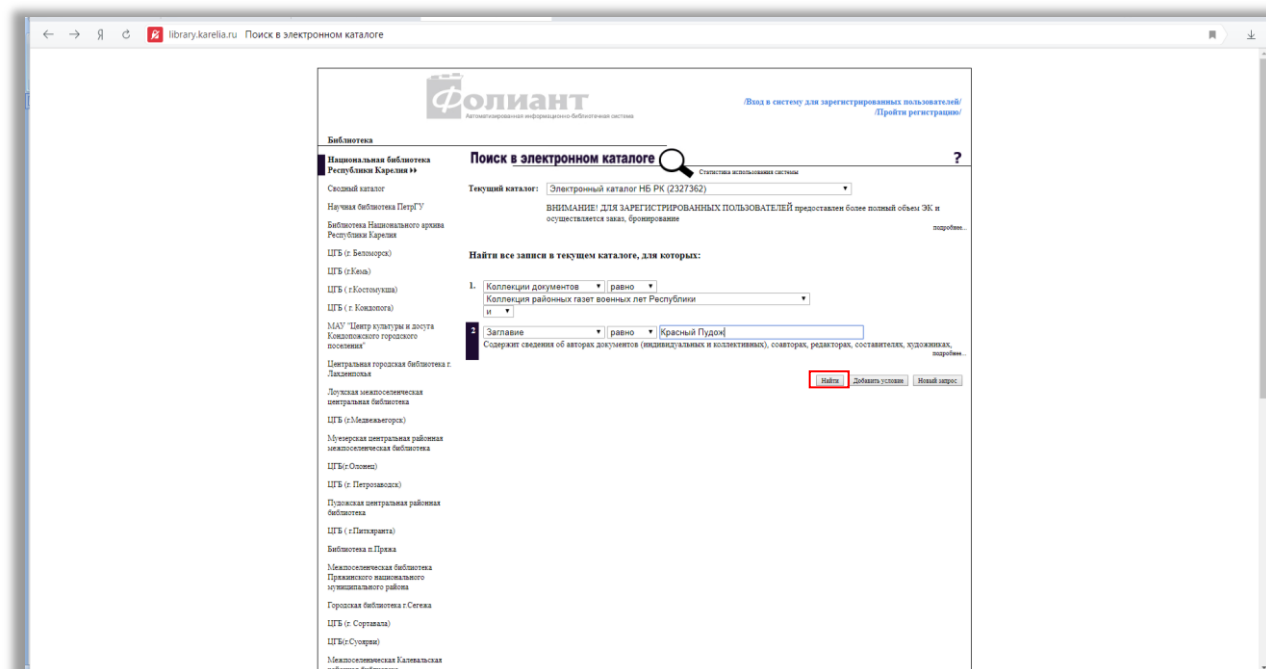 library.karelia.ru Поиск в электронном каталоге
Фолиант
Автоматизированная информационно-библиотечная система
/Вход в систему для зарегистрированных пользователей/
/Пройти регистрацию/
Библиотека
Национальная библиотека
Республики Карелия
Сводный каталог
Научная библиотека ПетрГУ
Библиотека Национального архива
Республики Карелия
ЦГБ (г. Беломорск)
ЦГБ (г.Кемь)
ЦГБ ( г.Костомукша)
ЦГБ ( г. Кондопога)
МАУ "Центр культуры и досуга
Кондопожского городского
поселения"
Центральная городская библиотека г.
Лахденпохья
Лоухская межпоселенческая
центральная библиотека
ЦГБ (г.Медвежьегорск)
Муезерская центральная районная
межпоселенческая библиотека
ЦГБ(г.Олонец)
ЦГБ (г. Петрозаводск)
Пудожская центральная районная
библиотека
ЦГБ ( г.Питкяранта)
Библиотека п.Пряжа
Межпоселенческая библиотека
Пряжинского национального
муниципального района
Городская библиотека г.Сегежа
ЦГБ (г. Сортавала)
ЦГБ(г.Суоярви)
Межпоселенческая Калевальская
Поиск в электронном каталоге
?
Статистика использования системы
Текущий каталог: Электронный каталог НБ РК (2327362)
ВНИМАНИЕ! ДЛЯ ЗАРЕГИСТРИРОВАННЫХ ПОЛЬЗОВАТЕЛЕЙ предоставлен более полный объем ЭК и
осуществляется заказ, бронирование
подробнее...
Найти все записи в текущем каталоге, для которых:
1. Коллекции документов равно
Коллекция районных газет военных лет Республики
и
2 Заглавие равно Красный Пудож
Содержит сведения об авторах документов (индивидуальных и коллективных), соавторах, редакторах, составителях, художниках,
подробнее...
Найти Добавить условие Новый запрос